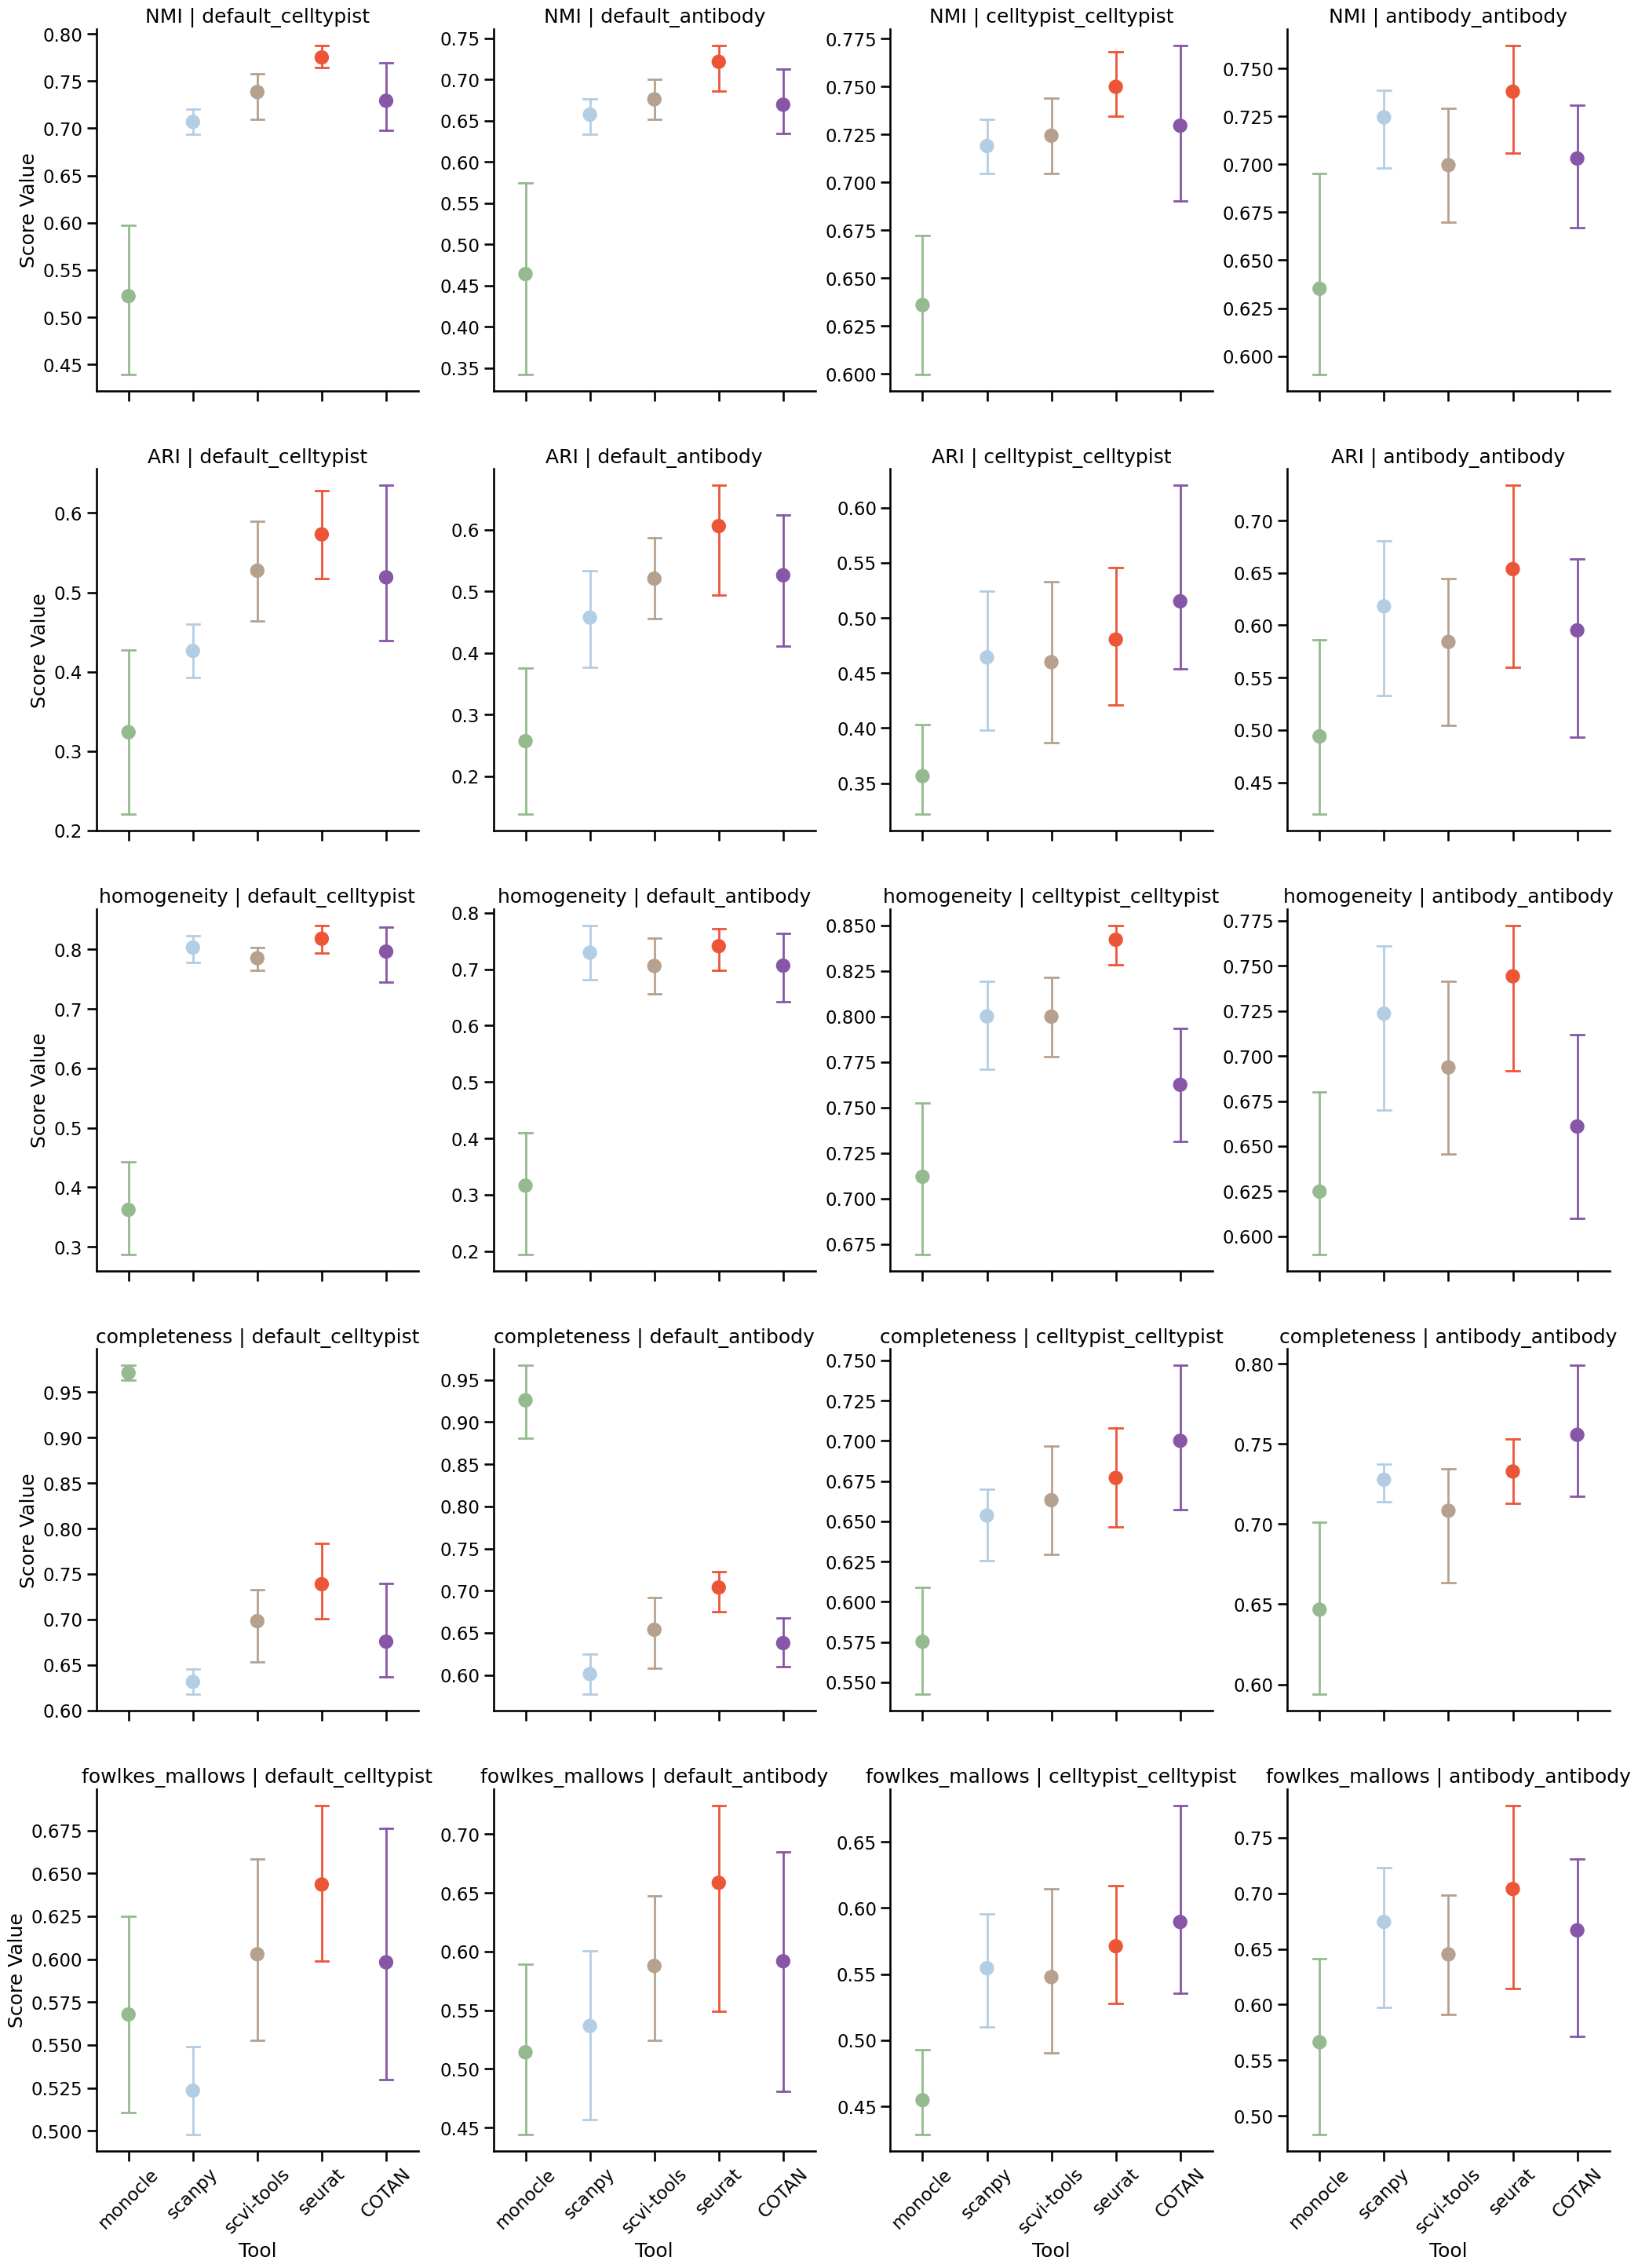 NMI | default_celltypist
NMI | default_antibody
NMI | celltypist_celltypist
NMI | antibody_antibody
Score Value
0.80
0.75
0.70
0.65
0.60
0.55
0.50
0.45
0.75
0.70
0.65
0.60
0.55
0.50
0.45
0.40
0.35
0.775
0.750
0.725
0.700
0.675
0.650
0.625
0.600
0.750
0.725
0.700
0.675
0.650
0.625
0.600
ARI | default_celltypist
ARI | default_antibody
ARI | celltypist_celltypist
ARI | antibody_antibody
Score Value
0.6
0.5
0.4
0.3
0.2
0.6
0.5
0.4
0.3
0.2
0.60
0.55
0.50
0.45
0.40
0.35
0.70
0.65
0.60
0.55
0.50
0.45
homogeneity | default_celltypist
homogeneity | default_antibody
homogeneity | celltypist_celltypist
homogeneity | antibody_antibody
Score Value
0.8
0.7
0.6
0.5
0.4
0.3
0.8
0.7
0.6
0.5
0.4
0.3
0.2
0.850
0.825
0.800
0.775
0.750
0.725
0.700
0.675
0.775
0.750
0.725
0.700
0.675
0.650
0.625
0.600
completeness | default_celltypist
completeness | default_antibody
completeness | celltypist_celltypist
completeness | antibody_antibody
Score Value
0.95
0.90
0.85
0.80
0.75
0.70
0.65
0.60
0.95
0.90
0.85
0.80
0.75
0.70
0.65
0.60
0.750
0.725
0.700
0.675
0.650
0.625
0.600
0.575
0.550
0.80
0.75
0.70
0.65
0.60
fowlkes_mallows | default_celltypist
fowlkes_mallows | default_antibody
fowlkes_mallows | celltypist_celltypist
fowlkes_mallows | antibody_antibody
Score Value
0.675
0.650
0.625
0.600
0.575
0.550
0.525
0.500
0.70
0.65
0.60
0.55
0.50
0.45
0.65
0.60
0.55
0.50
0.45
0.75
0.70
0.65
0.60
0.55
0.50
monocle
scanpy
scvi-tools
seurat
COTAN
monocle
scanpy
scvi-tools
seurat
COTAN
monocle
scanpy
scvi-tools
seurat
COTAN
monocle
scanpy
scvi-tools
seurat
COTAN
Tool
Tool
Tool
Tool